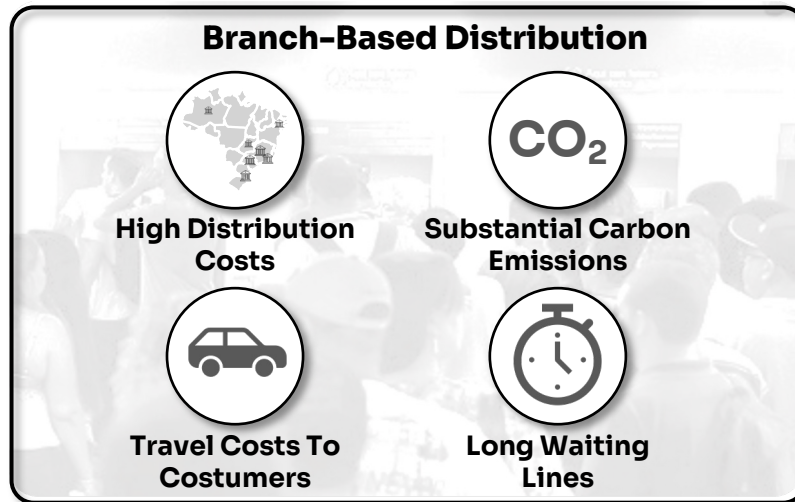 Branch-Based Distribution
CO₂
High Distribution
Costs
Substantial Carbon
Emissions
Travel Costs To
Costumers
Long Waiting
Lines